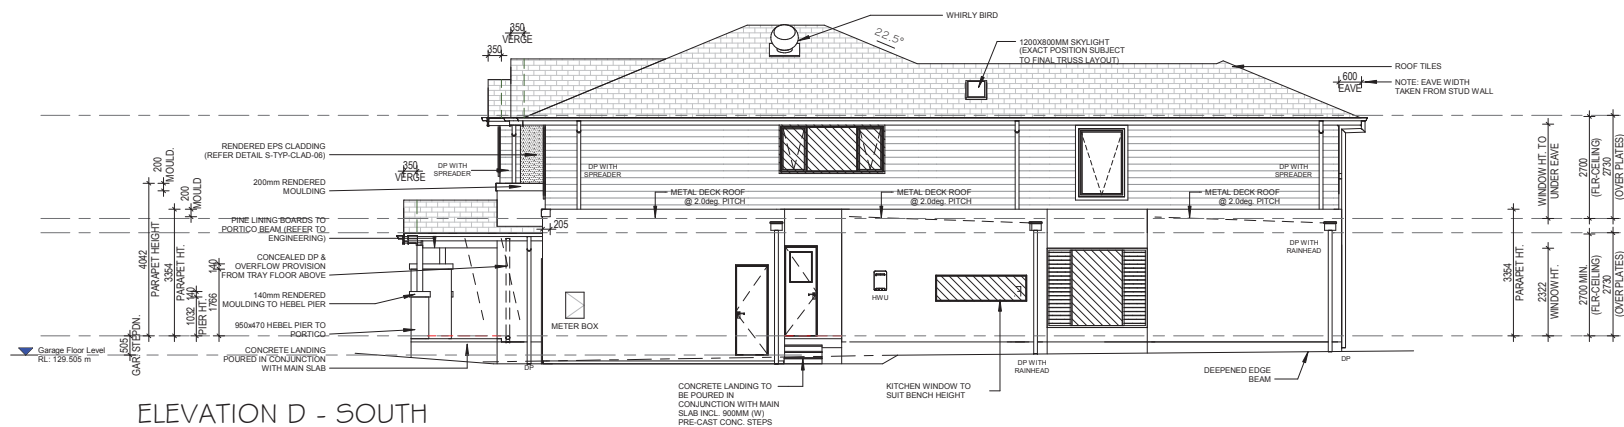 350
VERGE
350
WHIRLY BIRD
22.5°
1200X800MM SKYLIGHT
(EXACT POSITION SUBJECT
TO FINAL TRUSS LAYOUT)
ROOF TILES
600
EAVE
NOTE: EAVE WIDTH
TAKEN FROM STUD WALL
RENDERED EPS CLADDING
(REFER DETAIL S-TYP-CLAD-06)
350
VERGE
DP WITH
SPREADER
DP WITH
SPREADER
DP WITH
SPREADER
200mm RENDERED
MOULDING
200
MOULD.
200
MOULD
METAL DECK ROOF
@ 2.0deg. PITCH
METAL DECK ROOF
@ 2.0deg. PITCH
METAL DECK ROOF
@ 2.0deg. PITCH
PINE LINING BOARDS TO
PORTICO BEAM (REFER TO
ENGINEERING)
205
CONCEALED DP &
OVERFLOW PROVISION
FROM TRAY FLOOR ABOVE
140mm RENDERED
MOULDING TO HEBEL PIER
950x470 HEBEL PIER TO
PORTICO
CONCRETE LANDING
POURED IN CONJUNCTION
WITH MAIN SLAB
4042
PARAPET HEIGHT
3354
PARAPET HT.
1032
PIER HT.
140
1766
140
505
GAR STEPDN.
Garage Floor Level
RL: 129.505 m
METER BOX
HWU
DP WITH
RAINHEAD
DP
DP WITH
RAINHEAD
DP
CONCRETE LANDING TO
BE POURED IN
CONJUNCTION WITH MAIN
SLAB INCL. 900MM (W)
PRE-CAST CONC. STEPS
KITCHEN WINDOW TO
SUIT BENCH HEIGHT
DEEPENED EDGE
BEAM
3354
PARAPET HT.
WINDOW HT. TO
UNDER EAVE
2322
WINDOW HT.
2700
(FLR-CEILING)
2730
(OVER PLATES)
2700 MIN.
(FLR-CEILING)
2730
(OVER PLATES)
ELEVATION D - SOUTH